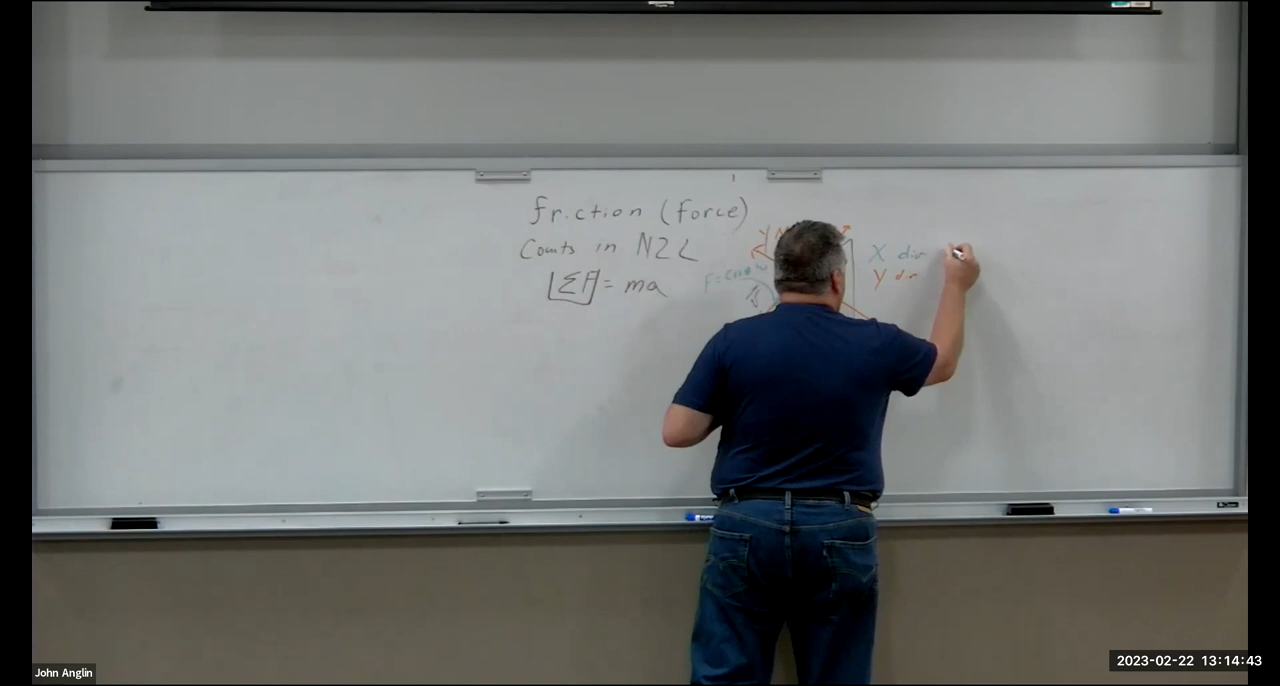 friction (force)
Counts in N2L
ΣF = ma
X dir
Y dir
John Anglin
2023-02-22 13:14:43